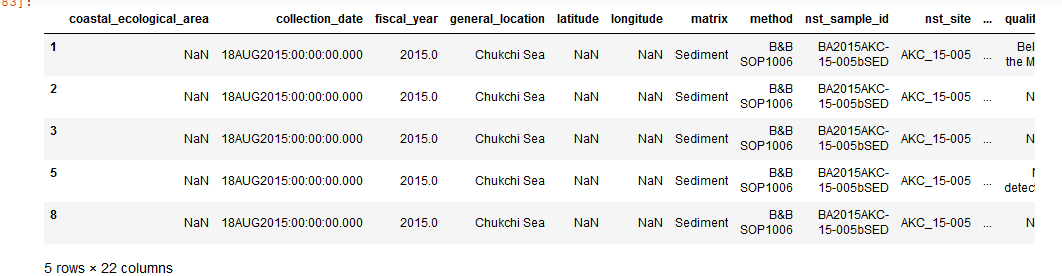 83]:
coastal_ecological_area collection_date fiscal_year general_location latitude longitude matrix method nst_sample_id nst_site ... qualif
1 NaN 18AUG2015:00:00:00.000 2015.0 Chukchi Sea NaN NaN Sediment B&B SOP1006 BA2015AKC-15-005bSED AKC_15-005 ... Bel the M
2 NaN 18AUG2015:00:00:00.000 2015.0 Chukchi Sea NaN NaN Sediment B&B SOP1006 BA2015AKC-15-005bSED AKC_15-005 ... N
3 NaN 18AUG2015:00:00:00.000 2015.0 Chukchi Sea NaN NaN Sediment B&B SOP1006 BA2015AKC-15-005bSED AKC_15-005 ... N
5 NaN 18AUG2015:00:00:00.000 2015.0 Chukchi Sea NaN NaN Sediment B&B SOP1006 BA2015AKC-15-005bSED AKC_15-005 ... N detect
8 NaN 18AUG2015:00:00:00.000 2015.0 Chukchi Sea NaN NaN Sediment B&B SOP1006 BA2015AKC-15-005bSED AKC_15-005 ... N
5 rows × 22 columns